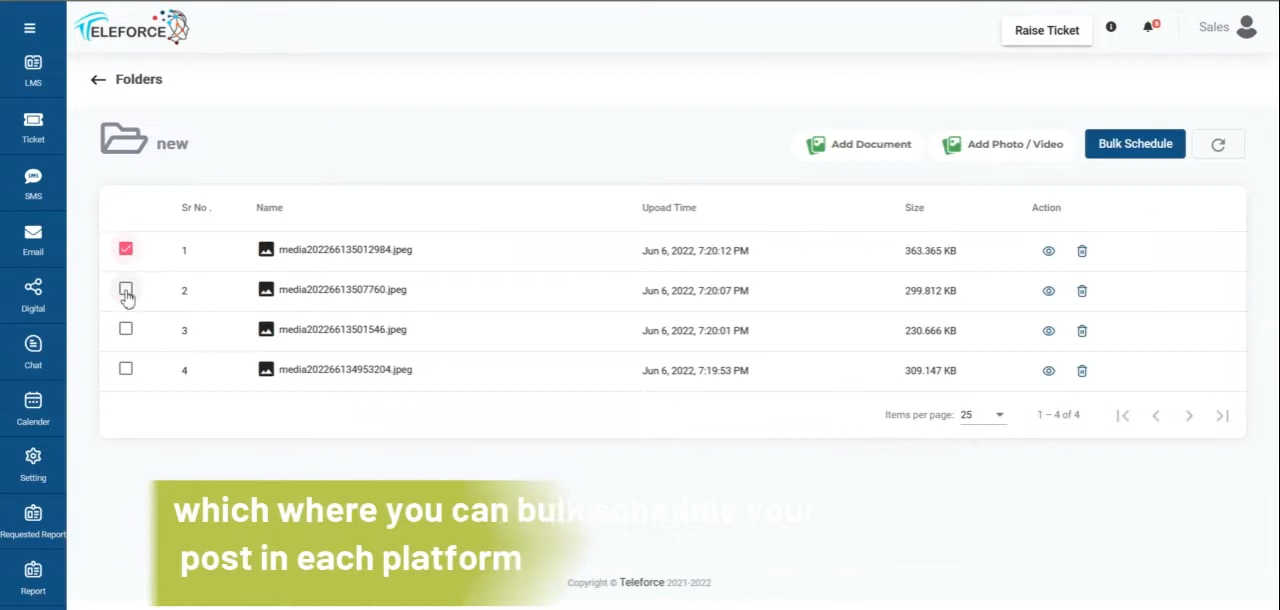 TELEFORCE
Raise Ticket
Sales
LMS
Folders
Ticket
new
Add Document
Add Photo / Video
Bulk Schedule
SMS
SMS
Sr No .
Name
Upoad Time
Size
Action
Email
1
media202266135012984.jpeg
Jun 6, 2022, 7:20:12 PM
363.365 KB
2
media20226613507760.jpeg
Jun 6, 2022, 7:20:07 PM
299.812 KB
Digital
3
media20226613501546.jpeg
Jun 6, 2022, 7:20:01 PM
230.666 KB
Chat
4
media202266134953204.jpeg
Jun 6, 2022, 7:19:53 PM
309.147 KB
Calender
Items per page: 25
1 – 4 of 4
Setting
which where you can bulk schedule your
post in each platform
Requested Report
Report
Copyright © Teleforce 2021-2022